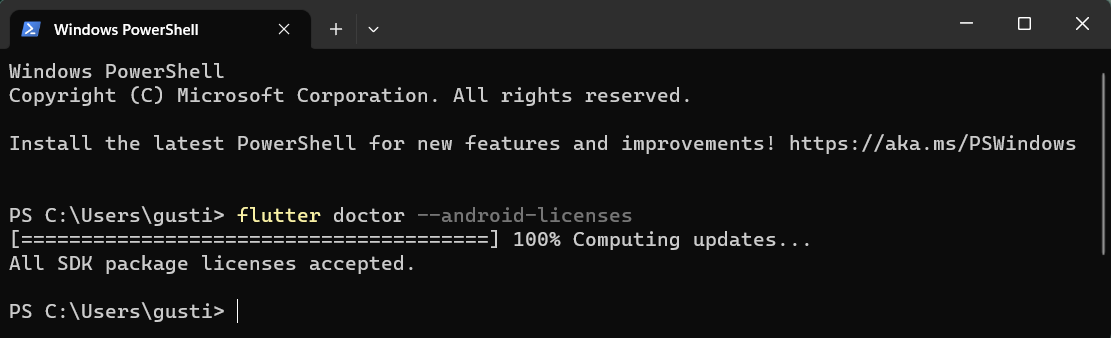 Windows PowerShell
Windows PowerShell
Copyright (C) Microsoft Corporation. All rights reserved.
Install the latest PowerShell for new features and improvements! https://aka.ms/PSWindows
PS C:\Users\gusti> flutter doctor --android-licenses
[=======================================] 100% Computing updates...
All SDK package licenses accepted.
PS C:\Users\gusti>